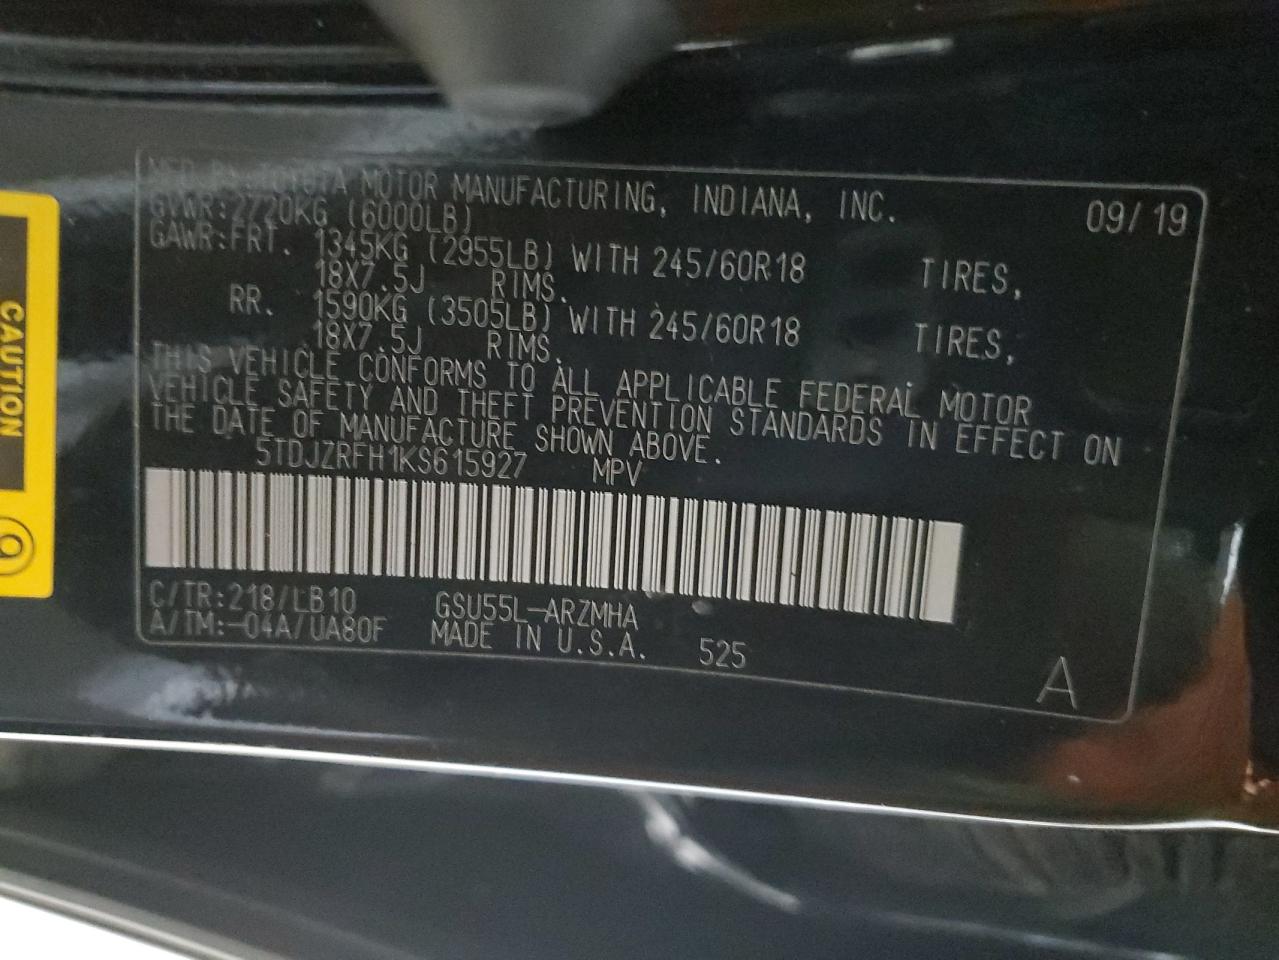 MFD. BY: TOYOTA MOTOR MANUFACTURING, INDIANA, INC. 09/19
GVWR:2720KG (6000LB)
GAWR:FRT. 1345KG (2955LB) WITH 245/60R18 TIRES,
18X7.5J RIMS.
RR. 1590KG (3505LB) WITH 245/60R18 TIRES,
18X7.5J RIMS.
THIS VEHICLE CONFORMS TO ALL APPLICABLE FEDERAL MOTOR
VEHICLE SAFETY AND THEFT PREVENTION STANDARDS IN EFFECT ON
THE DATE OF MANUFACTURE SHOWN ABOVE.
5TDJZRFH1KS615927 MPV
C/TR:218/LB10 GSU55L-ARZMHA
A/TM:-04A/UA80F MADE IN U.S.A. 525
A
CAUTION